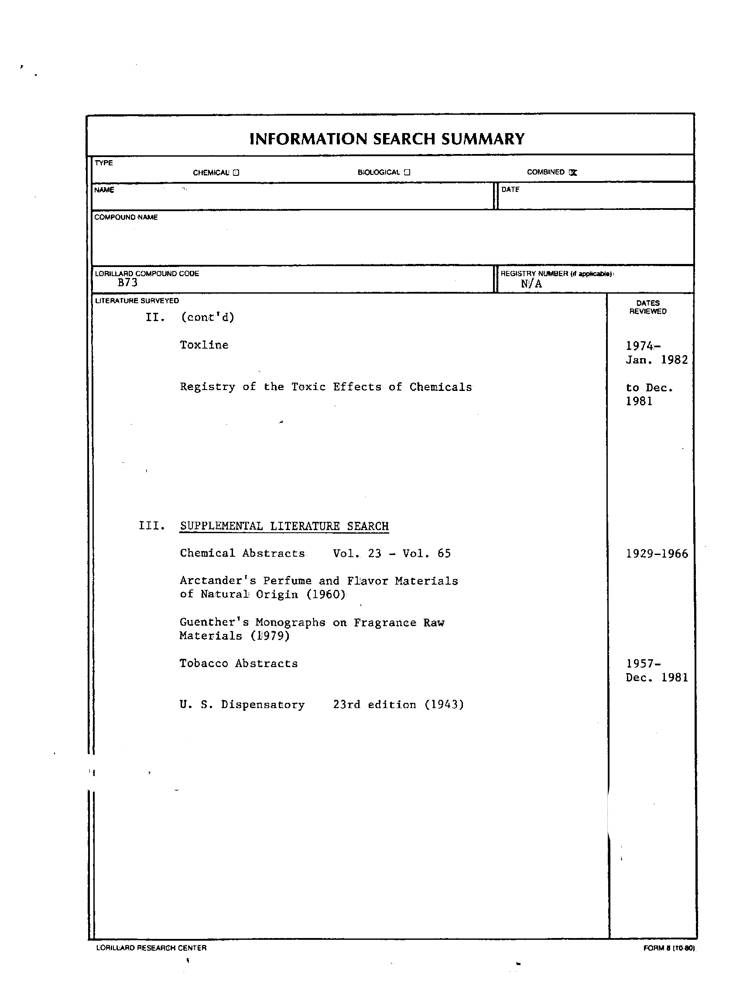 INFORMATION SEARCH SUMMARY
TYPE
CHEMICAL ☐ BIOLOGICAL ☐ COMBINED ☒
NAME DATE
COMPOUND NAME
LORILLARD COMPOUND CODE REGISTRY NUMBER (if applicable)
B73 N/A
LITERATURE SURVEYED DATES
REVIEWED
II. (cont'd)
Toxline 1974-
Jan. 1982
Registry of the Toxic Effects of Chemicals to Dec.
1981
III. SUPPLEMENTAL LITERATURE SEARCH
Chemical Abstracts Vol. 23 - Vol. 65 1929-1966
Arctander's Perfume and Flavor Materials
of Natural Origin (1960)
Guenther's Monographs on Fragrance Raw
Materials (1979)
Tobacco Abstracts 1957-
Dec. 1981
U. S. Dispensatory 23rd edition (1943)
LORILLARD RESEARCH CENTER FORM 8 (10-80)